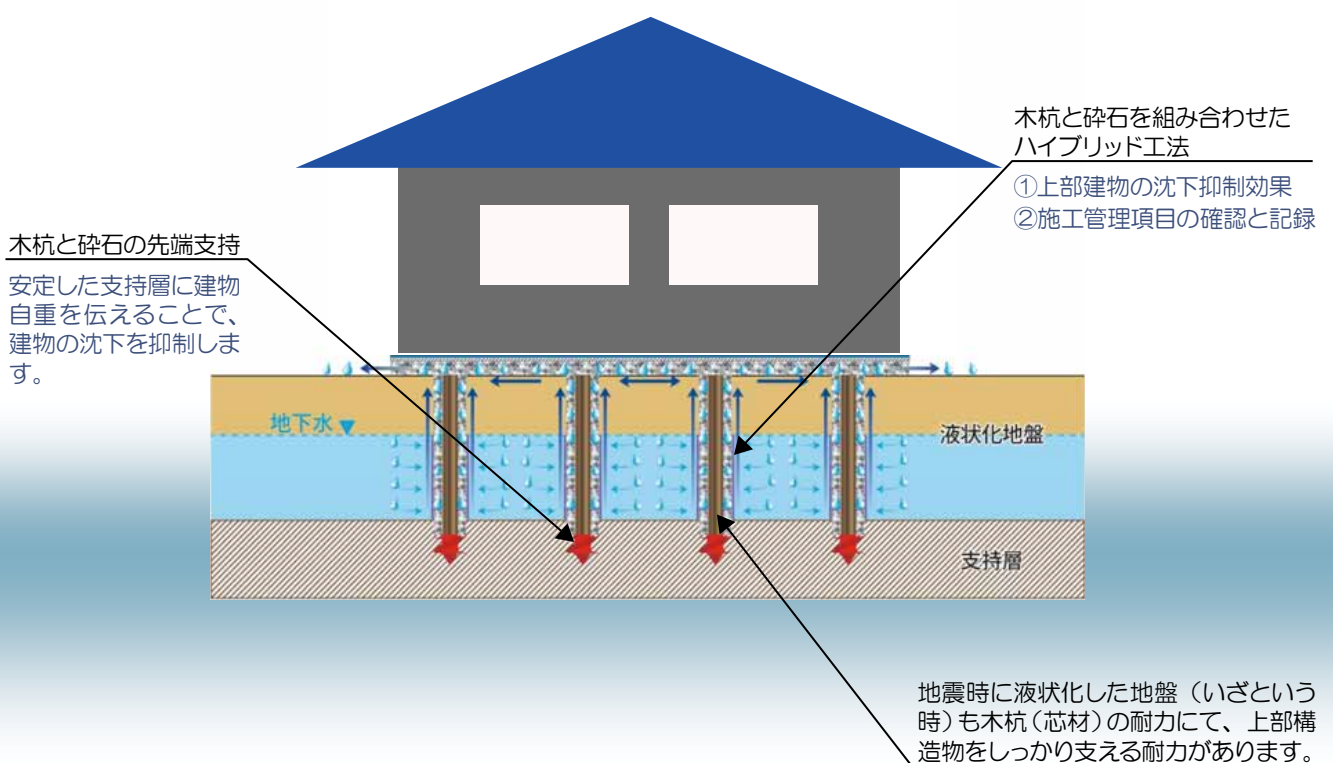 木杭と砕石を組み合わせた
ハイブリッド工法
①上部建物の沈下抑制効果
②施工管理項目の確認と記録
木杭と砕石の先端支持
安定した支持層に建物
自重を伝えることで、
建物の沈下を抑制しま
す。
地下水
液状化地盤
支持層
地震時に液状化した地盤（いざという
時）も木杭（芯材）の耐力にて、上部構
造物をしっかり支える耐力があります。